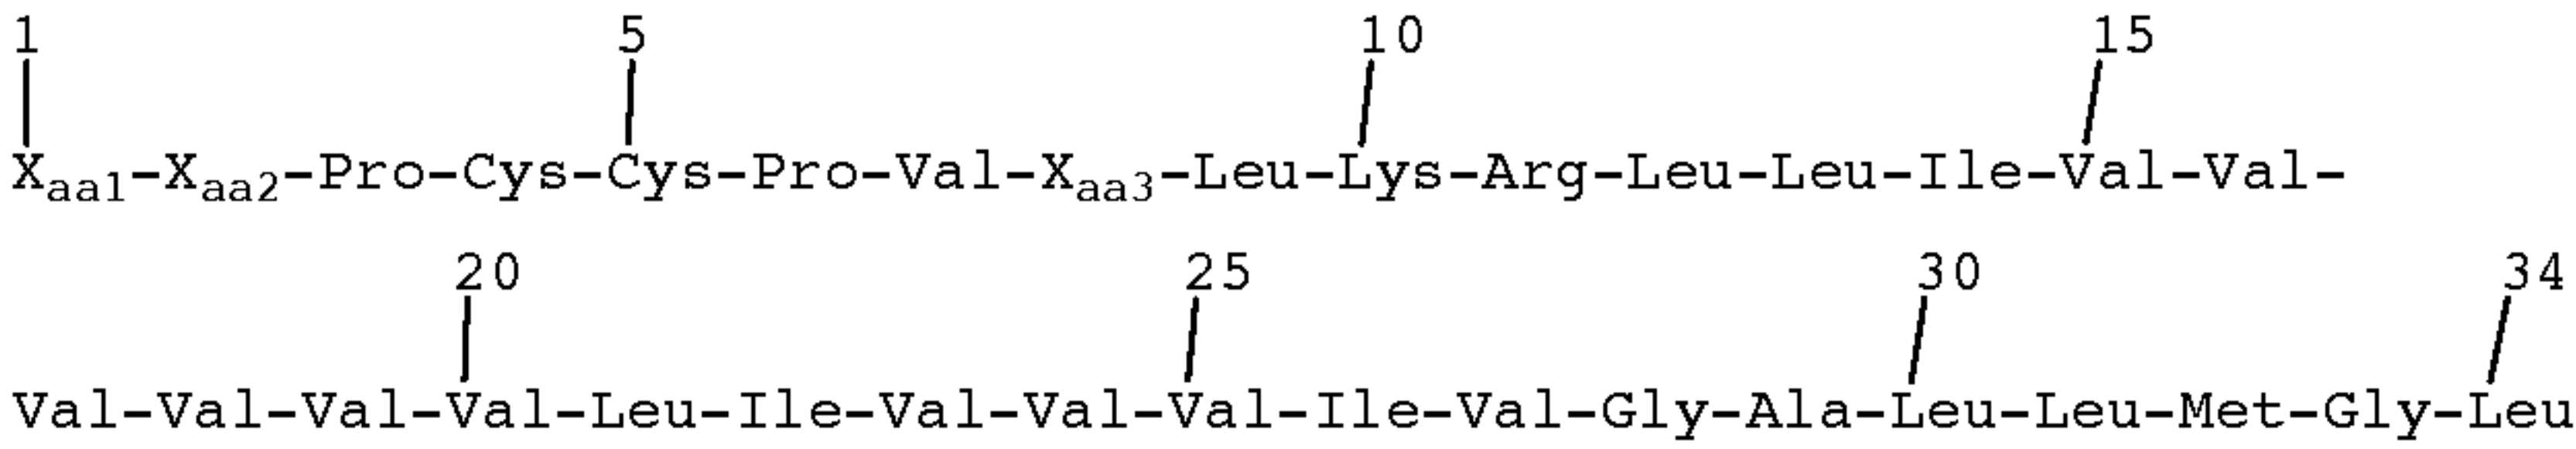 1 5 10 15
Xaa1-Xaa2-Pro-Cys-Cys-Pro-Val-Xaa3-Leu-Lys-Arg-Leu-Leu-Ile-Val-Val-
20 25 30 34
Val-Val-Val-Val-Leu-Ile-Val-Val-Val-Ile-Val-Gly-Ala-Leu-Leu-Met-Gly-Leu